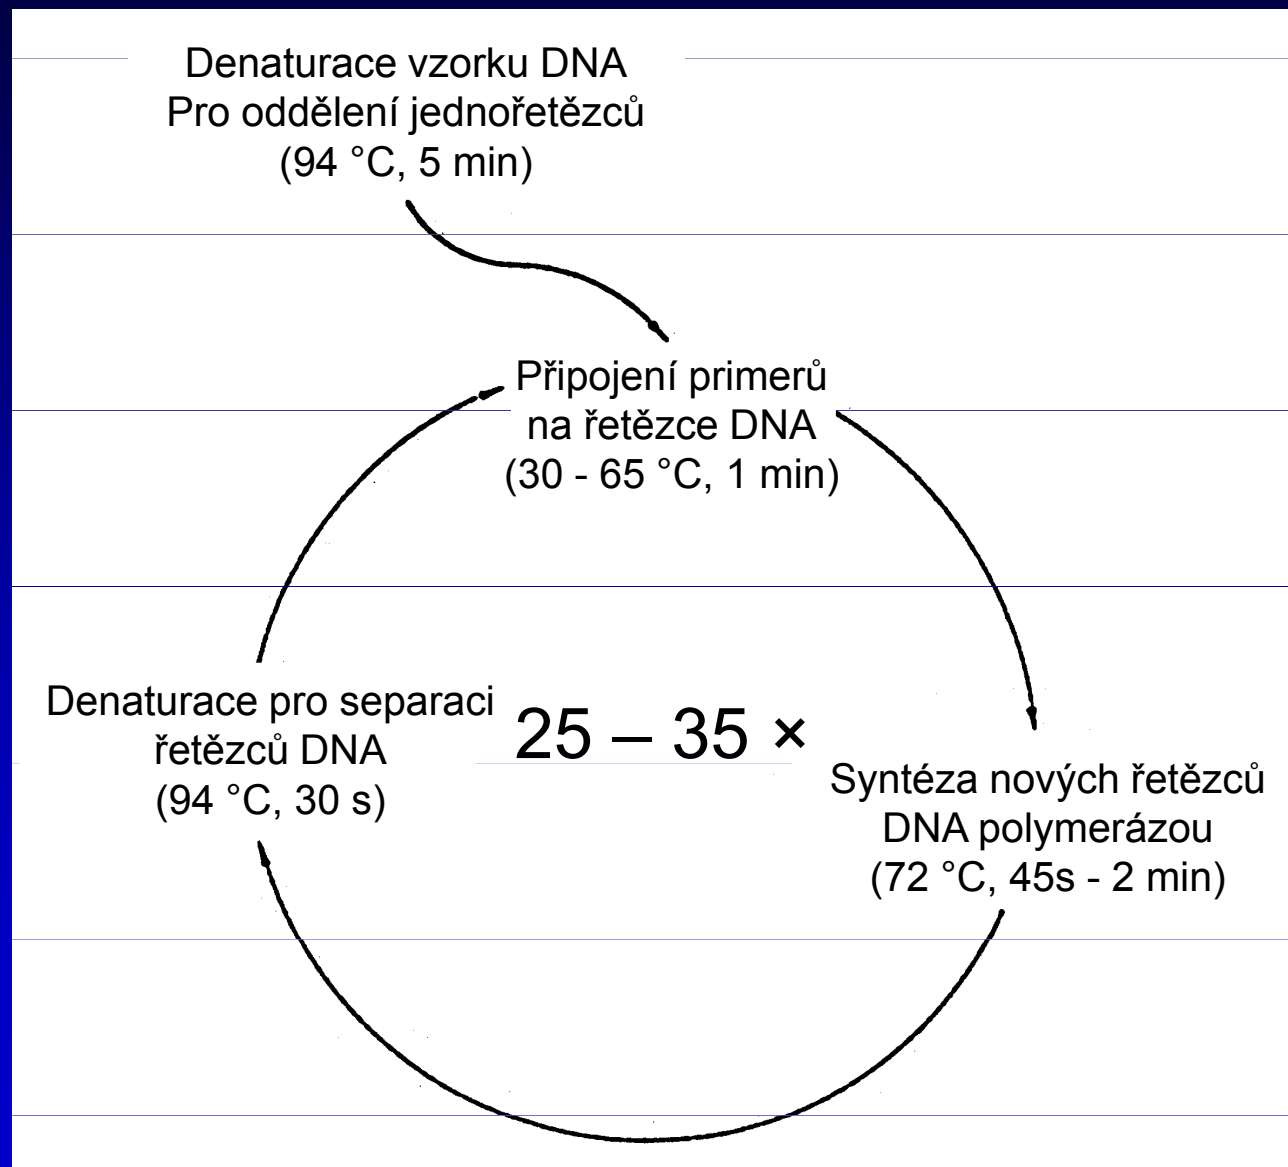 Denaturace vzorku DNA
Pro oddělení jednořetězců
(94 °C, 5 min)
Připojení primerů
na řetězce DNA
(30 - 65 °C, 1 min)
Denaturace pro separaci
řetězců DNA
(94 °C, 30 s)
25 – 35 ×
Syntéza nových řetězců
DNA polymerázou
(72 °C, 45s - 2 min)